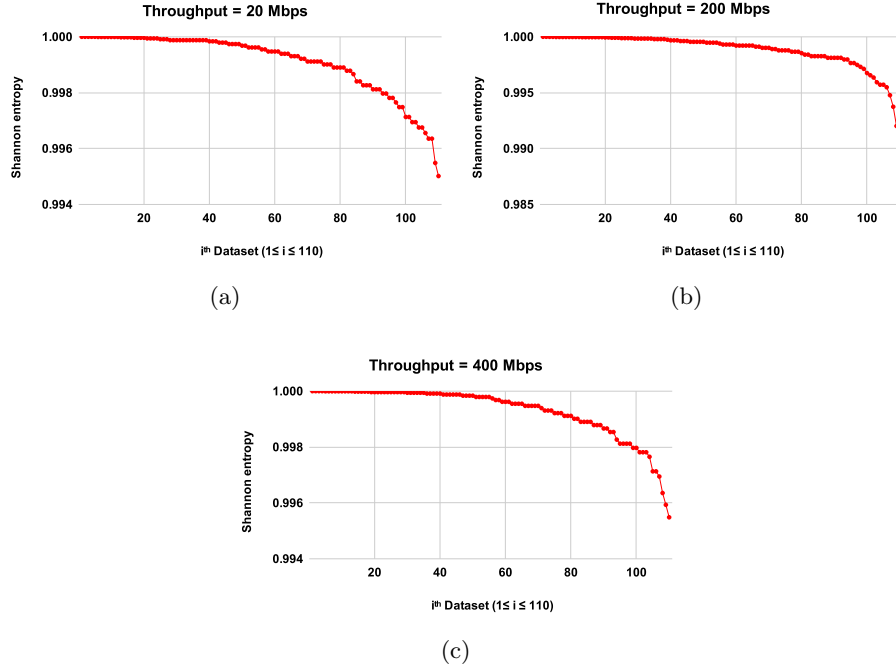 Throughput = 20 Mbps
1.000
0.998
0.996
0.994
Shannon entropy
20 40 60 80 100
iᵗʰ Dataset (1≤ i ≤ 110)
(a)
Throughput = 200 Mbps
1.000
0.995
0.990
0.985
Shannon entropy
20 40 60 80 100
iᵗʰ Dataset (1≤ i ≤ 110)
(b)
Throughput = 400 Mbps
1.000
0.998
0.996
0.994
Shannon entropy
20 40 60 80 100
iᵗʰ Dataset (1≤ i ≤ 110)
(c)